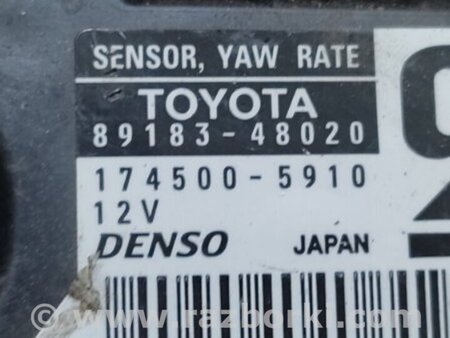 SENSOR, YAW RATE
TOYOTA
89183-48020
174500-5910
12V
DENSO JAPAN
© www.razborki.com